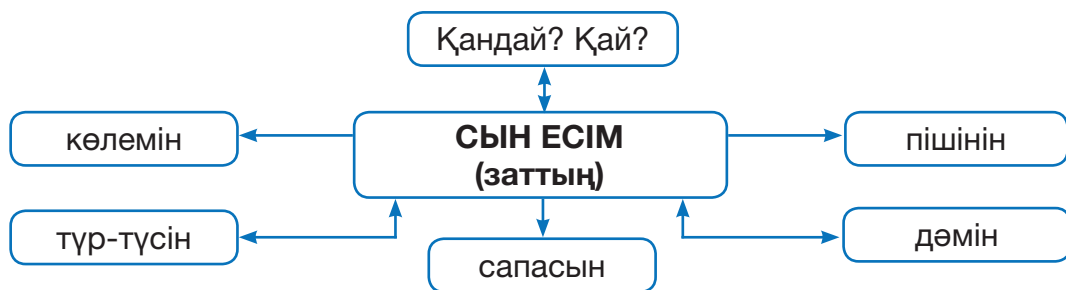 Қандай? Қай?
көлемін
СЫН ЕСІМ
(заттың)
пішінін
түр-түсін
сапасын
дәмін